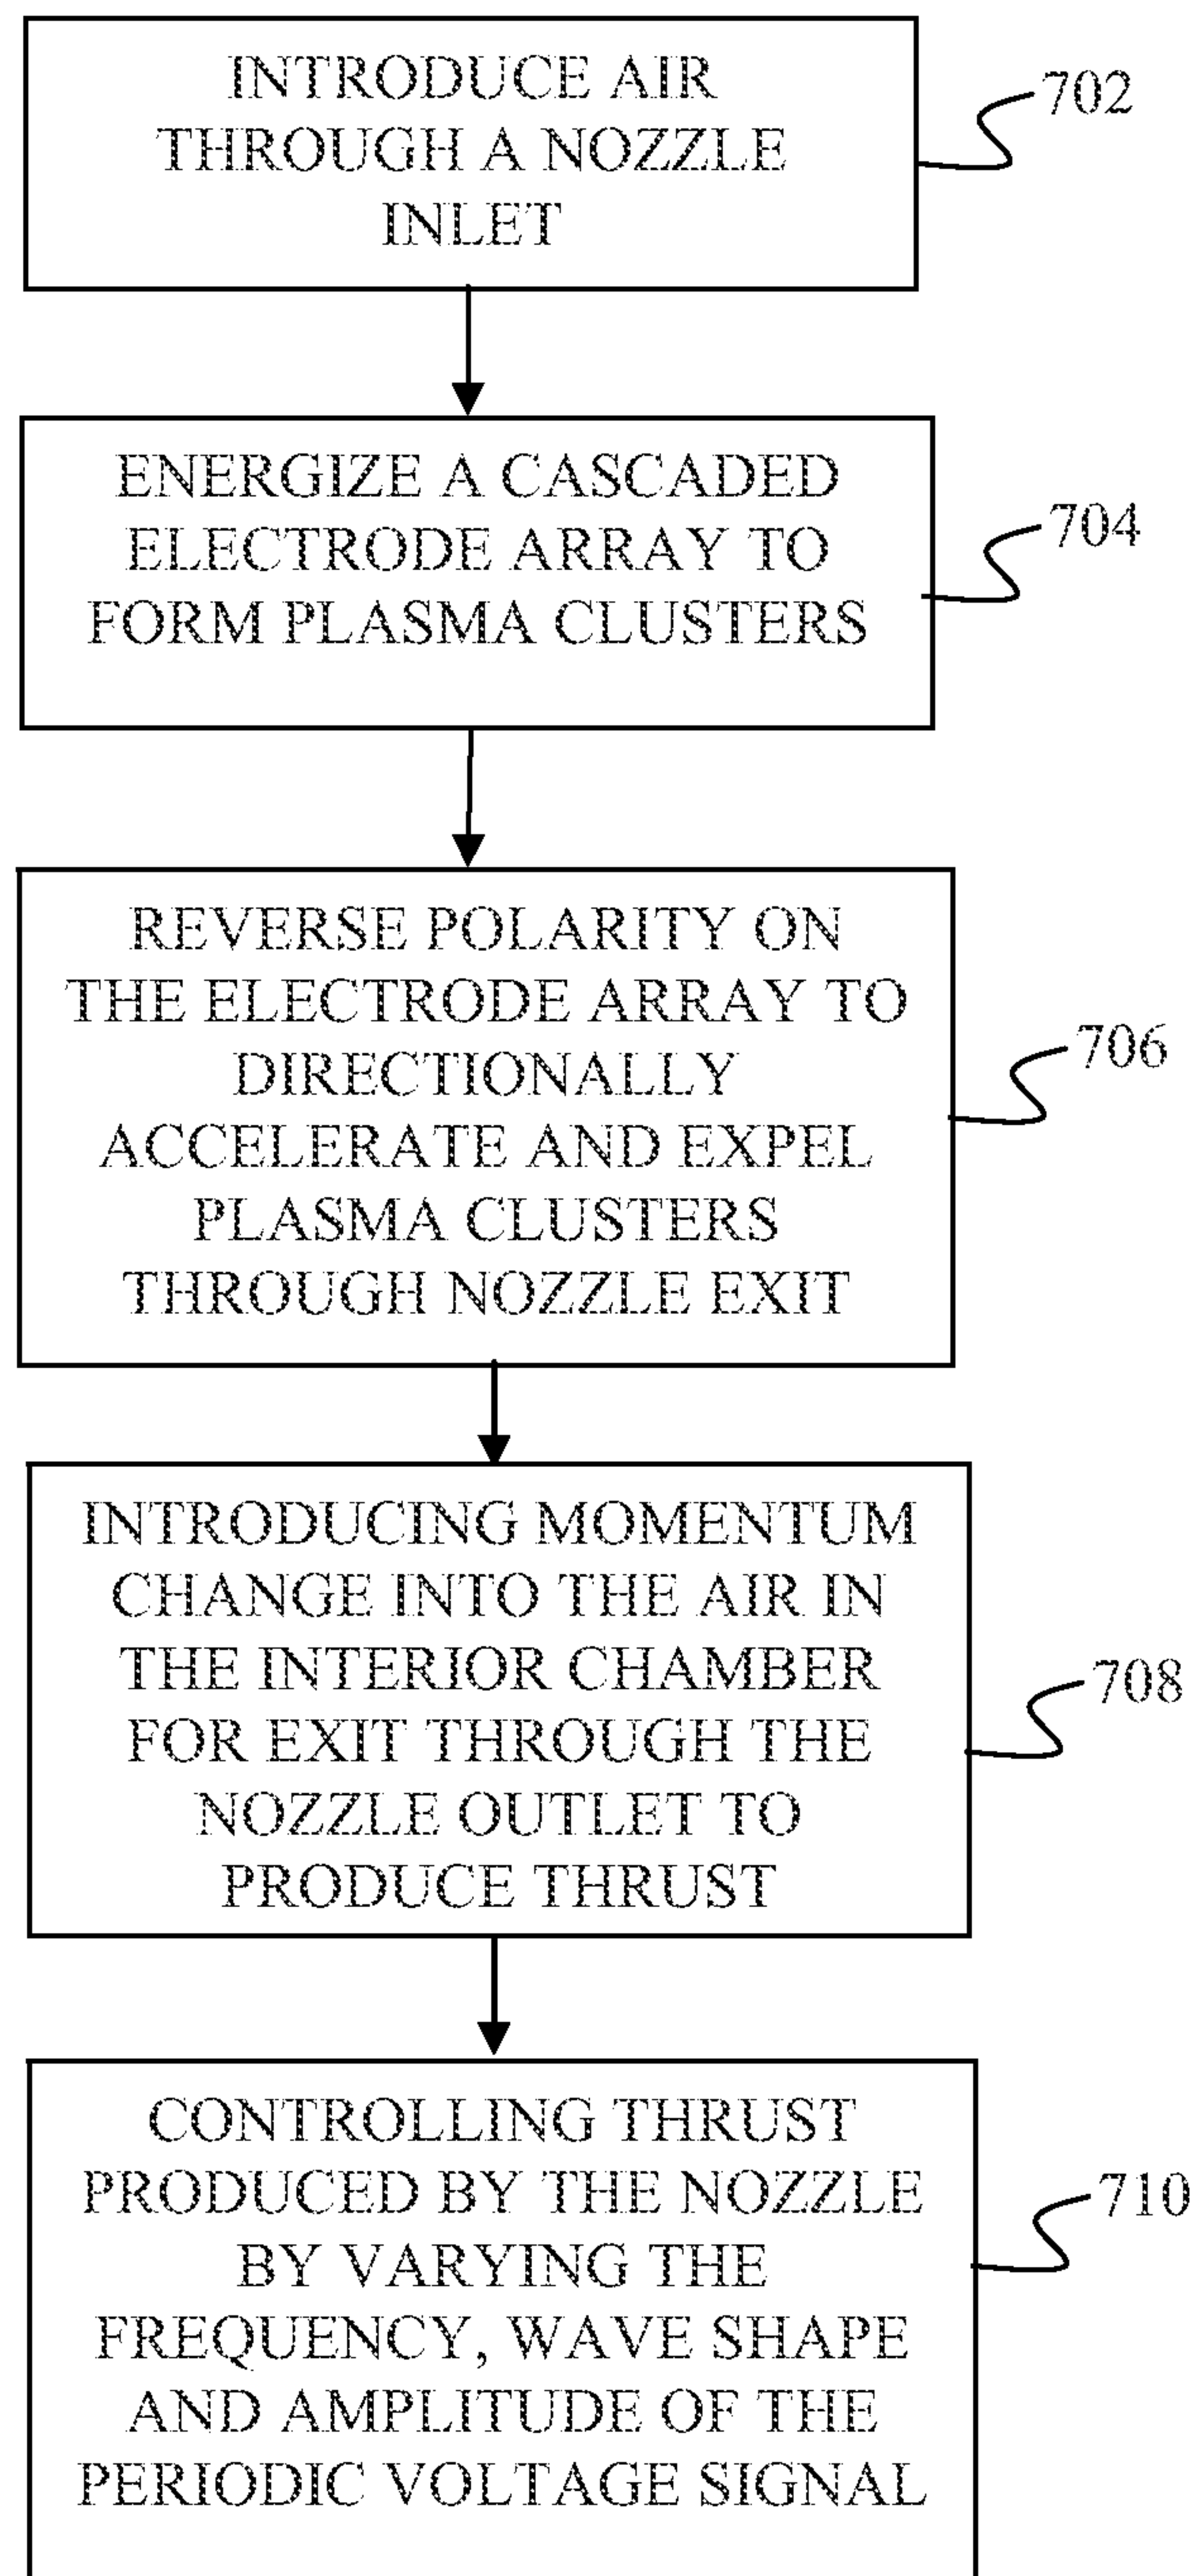 INTRODUCE AIR
THROUGH A NOZZLE
INLET
702
ENERGIZE A CASCADED
ELECTRODE ARRAY TO
FORM PLASMA CLUSTERS
704
REVERSE POLARITY ON
THE ELECTRODE ARRAY TO
DIRECTIONALLY
ACCELERATE AND EXPEL
PLASMA CLUSTERS
THROUGH NOZZLE EXIT
706
INTRODUCING MOMENTUM
CHANGE INTO THE AIR IN
THE INTERIOR CHAMBER
FOR EXIT THROUGH THE
NOZZLE OUTLET TO
PRODUCE THRUST
708
CONTROLLING THRUST
PRODUCED BY THE NOZZLE
BY VARYING THE
FREQUENCY, WAVE SHAPE
AND AMPLITUDE OF THE
PERIODIC VOLTAGE SIGNAL
710